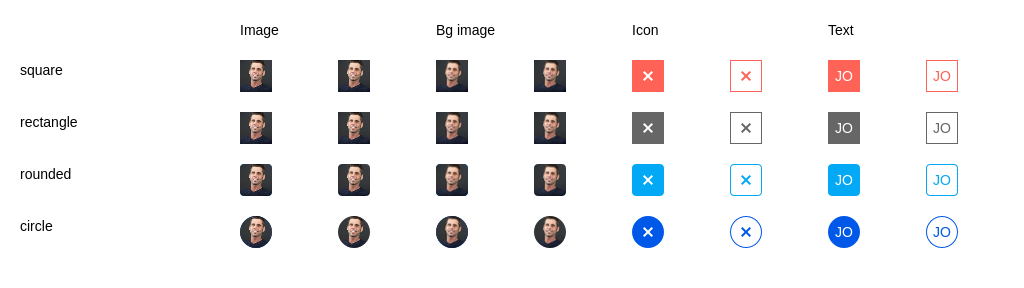 Image Bg image Icon Text
square JO JO
rectangle JO JO
rounded JO JO
circle JO JO